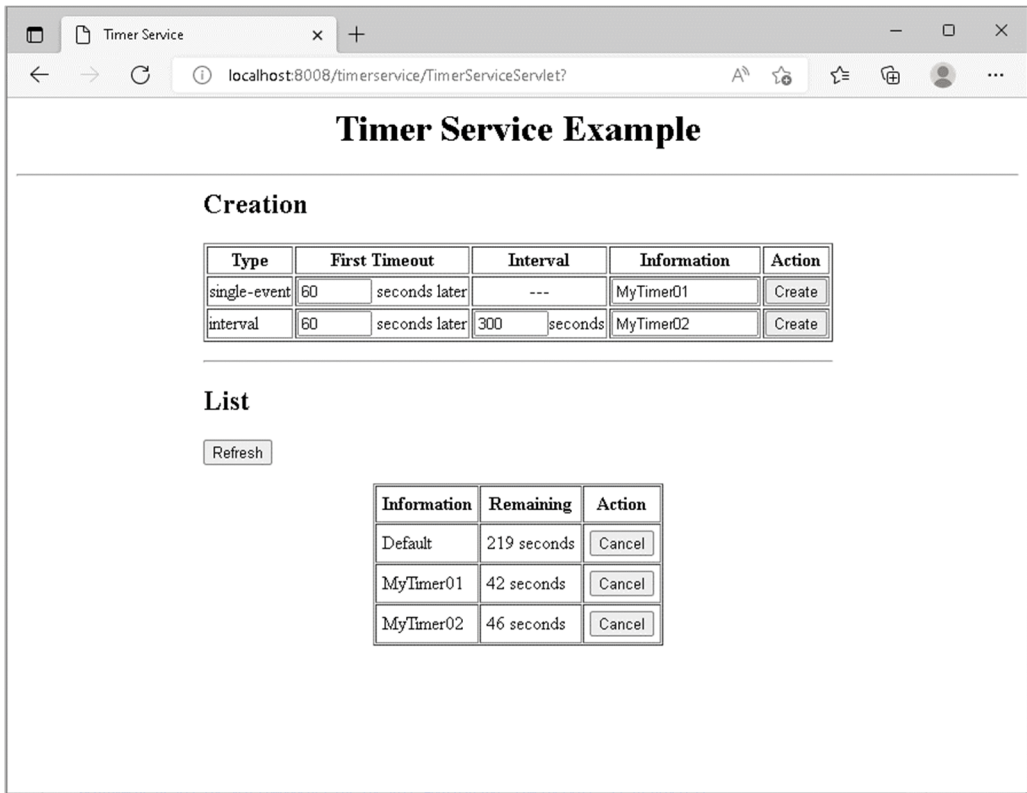 Timer Service
localhost:8008/timerservice/TimerServiceServlet?
Timer Service Example
Creation
Type First Timeout Interval Information Action
single-event 60 seconds later --- MyTimer01 Create
interval 60 seconds later 300 seconds MyTimer02 Create
List
Refresh
Information Remaining Action
Default 219 seconds Cancel
MyTimer01 42 seconds Cancel
MyTimer02 46 seconds Cancel